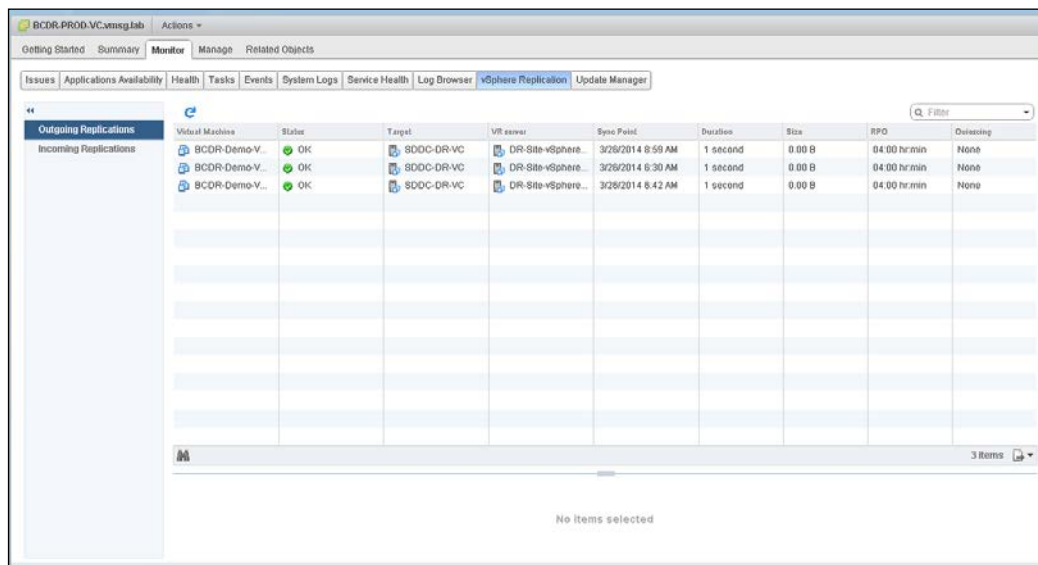 BCDR-PROD-VC.vmsg.lab Actions
Getting Started Summary Monitor Manage Related Objects
Issues Applications Availability Health Tasks Events System Logs Service Health Log Browser vSphere Replication Update Manager
Filter
Outgoing Replications
Incoming Replications
Virtual Machine Status Target VR server Sync Point Duration Size RPO Quiescing
BCDR-Demo-V... OK SDDC-DR-VC DR-Site-vSphere... 3/26/2014 8:59 AM 1 second 0.00 B 04:00 hr:min None
BCDR-Demo-V... OK SDDC-DR-VC DR-Site-vSphere... 3/26/2014 8:30 AM 1 second 0.00 B 04:00 hr:min None
BCDR-Demo-V... OK SDDC-DR-VC DR-Site-vSphere... 3/26/2014 8:42 AM 1 second 0.00 B 04:00 hr:min None
3 items
No items selected